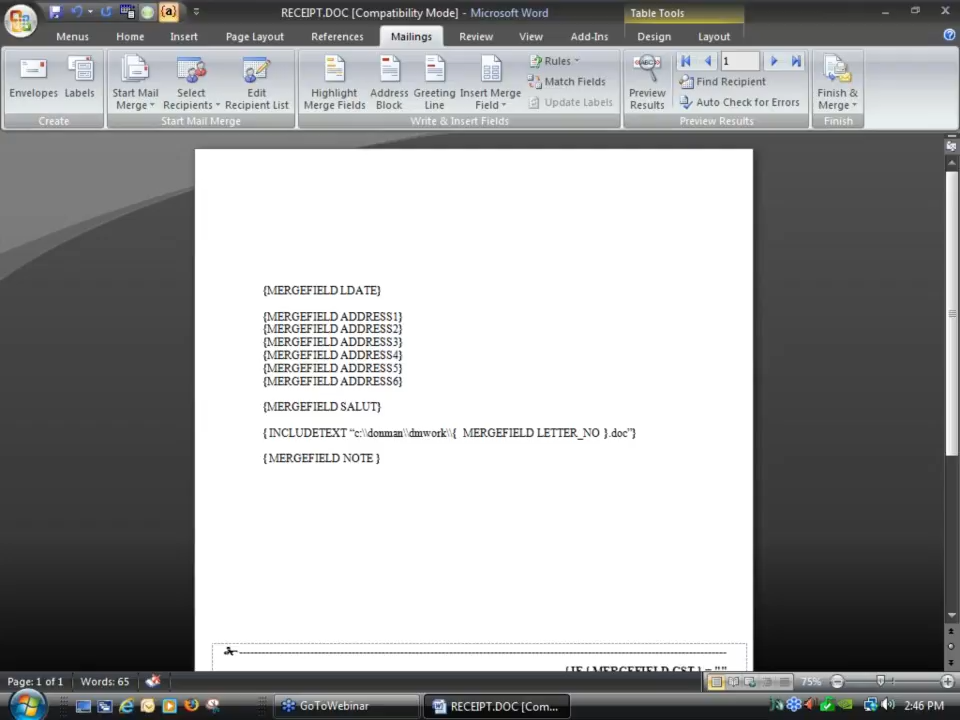 RECEIPT.DOC [Compatibility Mode] - Microsoft Word
Table Tools
Menus Home Insert Page Layout References Mailings Review View Add-Ins Design Layout
Envelopes Labels
Create
Start Mail Merge Select Recipients Edit Recipient List
Start Mail Merge
Highlight Merge Fields Address Block Greeting Line Insert Merge Field
Rules
Match Fields
Update Labels
Write & Insert Fields
Preview Results
1
Find Recipient
Auto Check for Errors
Preview Results
Finish & Merge
Finish
{MERGEFIELD LDATE}
{MERGEFIELD ADDRESS1}
{MERGEFIELD ADDRESS2}
{MERGEFIELD ADDRESS3}
{MERGEFIELD ADDRESS4}
{MERGEFIELD ADDRESS5}
{MERGEFIELD ADDRESS6}
{MERGEFIELD SALUT}
{ INCLUDETEXT “c:\\donman\\dmwork\\{ MERGEFIELD LETTER_NO }.doc”}
{ MERGEFIELD NOTE }
{ IF { MERGEFIELD GST } = ""
Page: 1 of 1 Words: 65 75%
GoToWebinar RECEIPT.DOC [Com... 2:46 PM